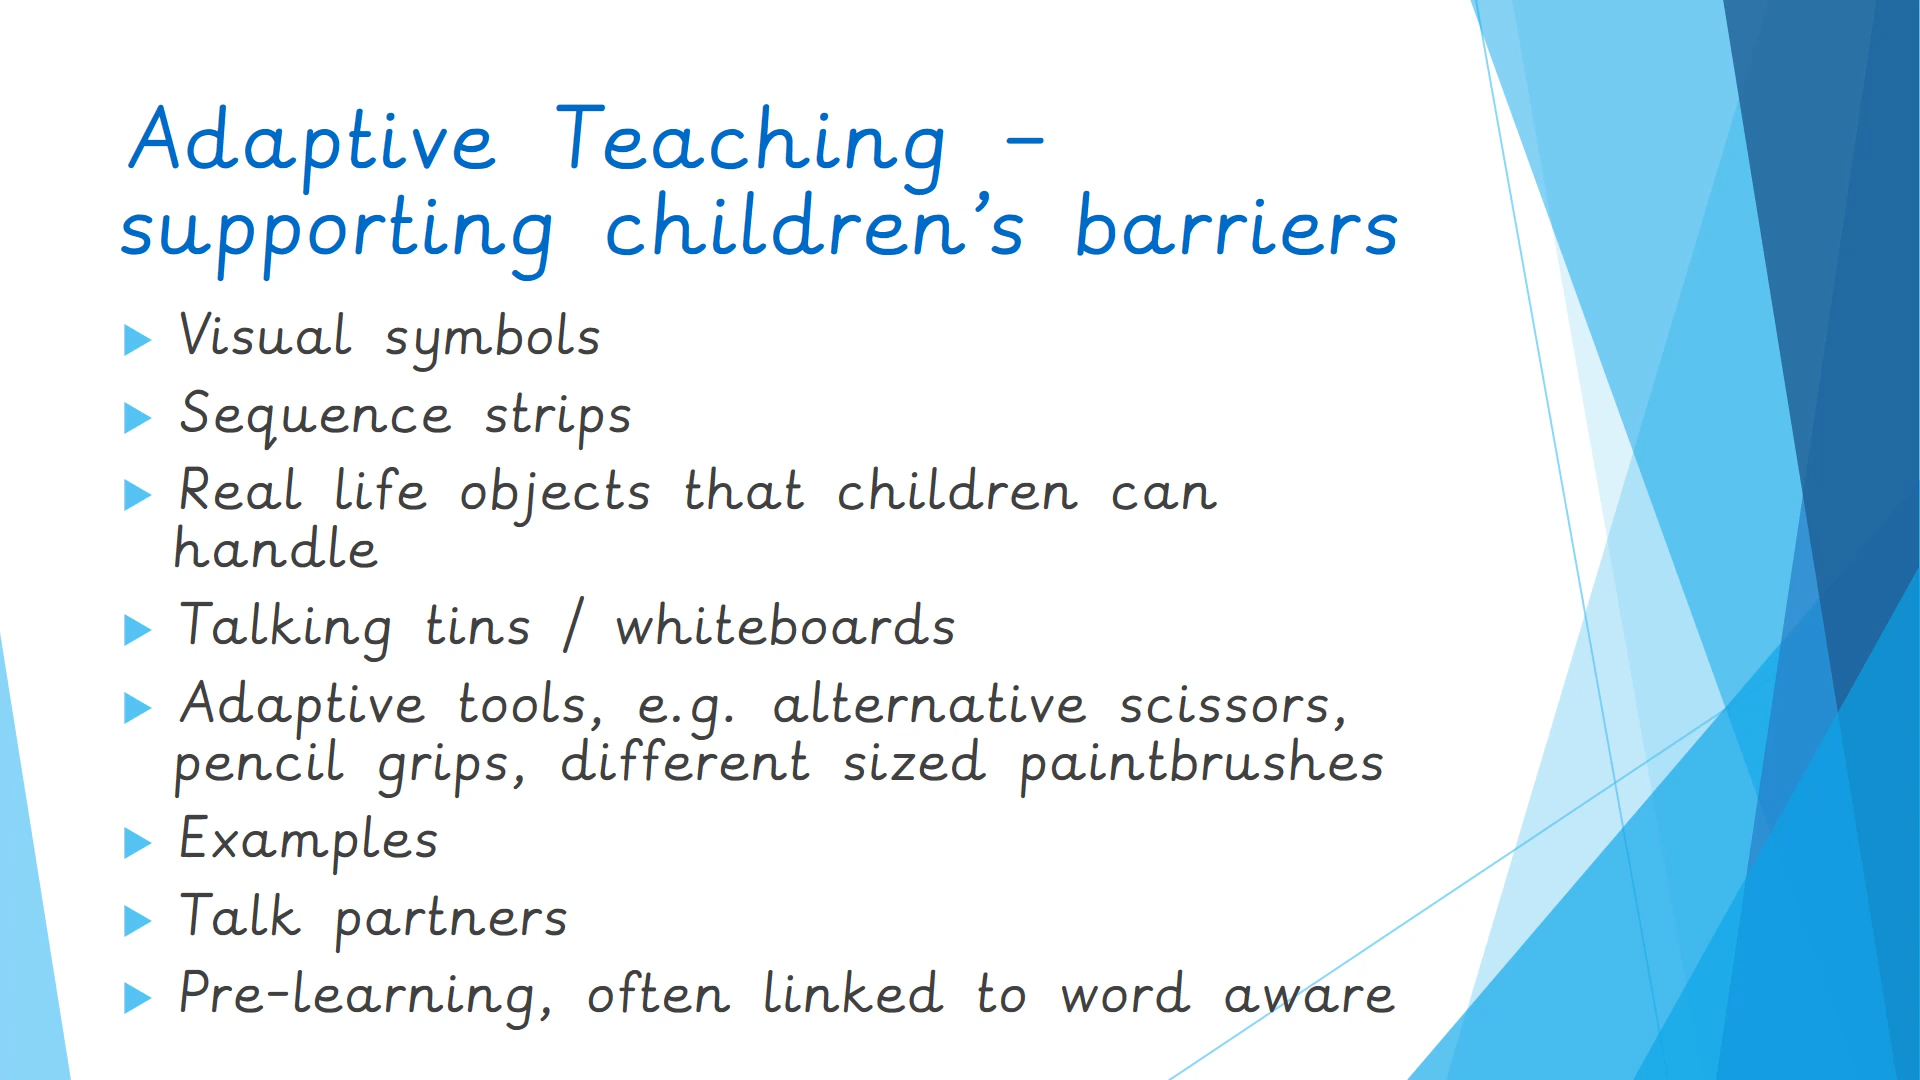 Adaptive Teaching –
supporting children’s barriers
Visual symbols
Sequence strips
Real life objects that children can
handle
Talking tins / whiteboards
Adaptive tools, e.g. alternative scissors,
pencil grips, different sized paintbrushes
Examples
Talk partners
Pre-learning, often linked to word aware